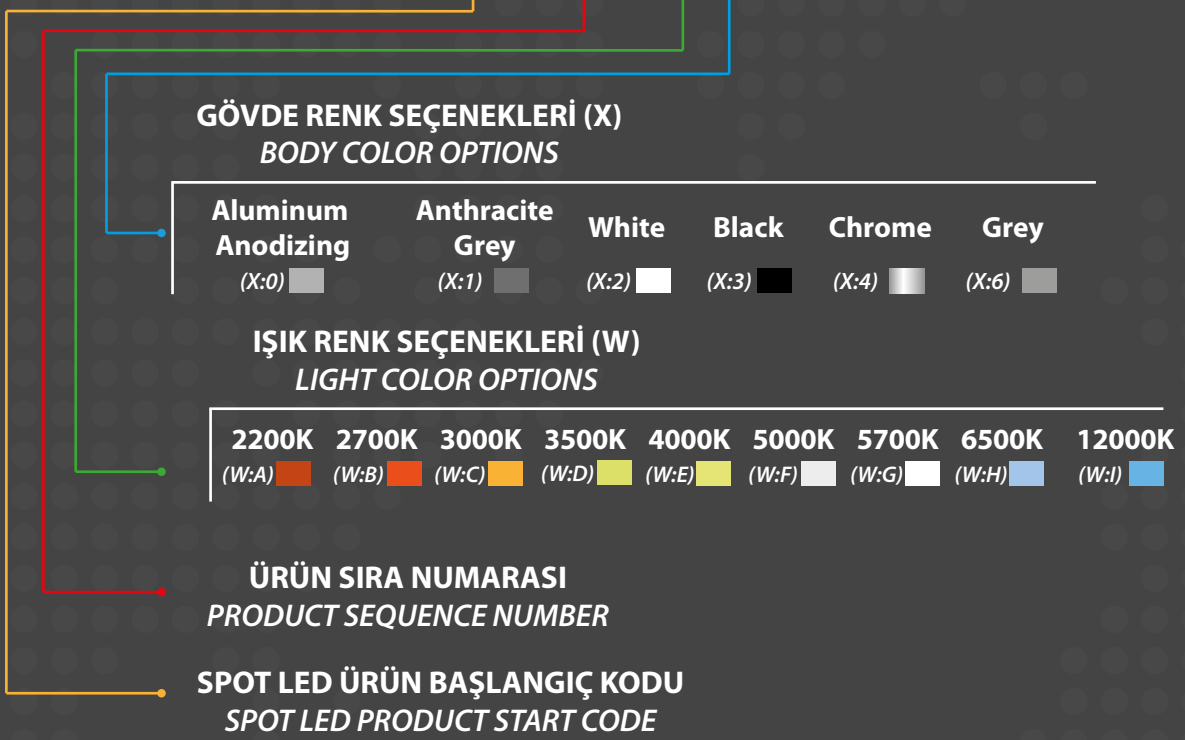 GÖVDE RENK SEÇENEKLERİ (X)
BODY COLOR OPTIONS
Aluminum Anodizing
Anthracite Grey
White
Black
Chrome
Grey
(X:0) (X:1) (X:2) (X:3) (X:4) (X:6)
IŞIK RENK SEÇENEKLERİ (W)
LIGHT COLOR OPTIONS
2200K 2700K 3000K 3500K 4000K 5000K 5700K 6500K 12000K
(W:A) (W:B) (W:C) (W:D) (W:E) (W:F) (W:G) (W:H) (W:I)
ÜRÜN SIRA NUMARASI
PRODUCT SEQUENCE NUMBER
SPOT LED ÜRÜN BAŞLANGIÇ KODU
SPOT LED PRODUCT START CODE